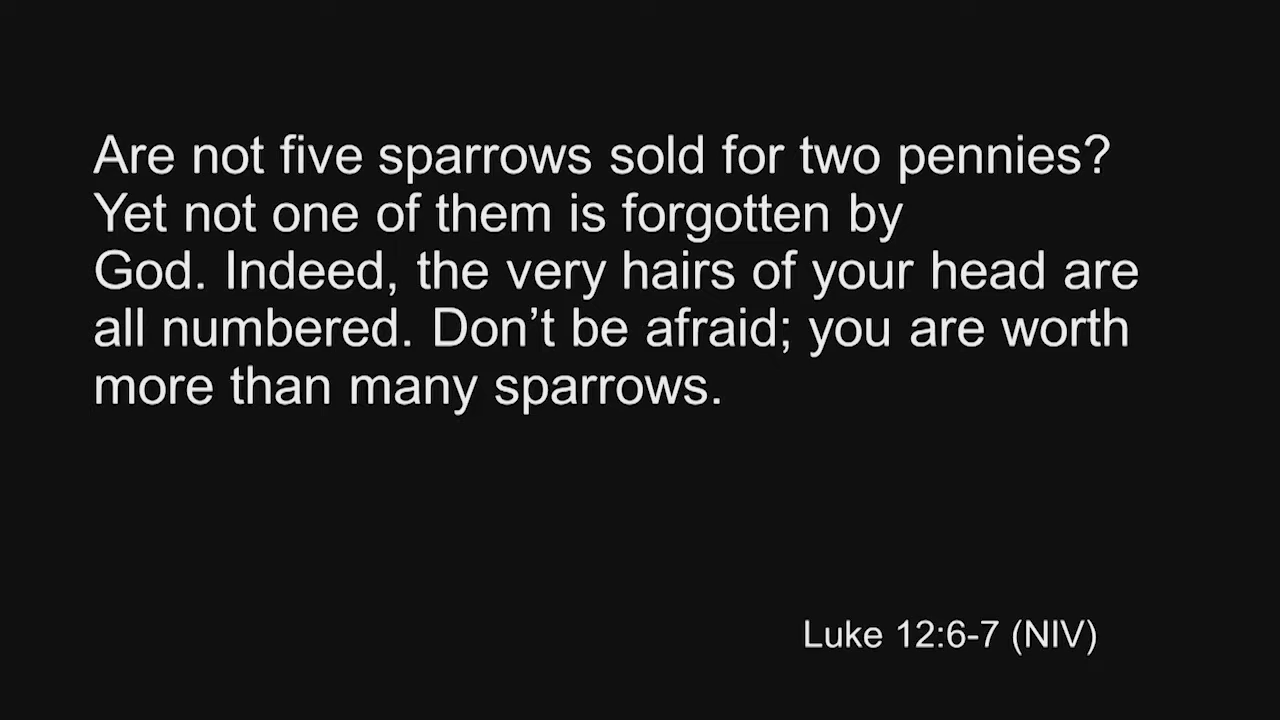 Are not five sparrows sold for two pennies?
Yet not one of them is forgotten by
God. Indeed, the very hairs of your head are
all numbered. Don’t be afraid; you are worth
more than many sparrows.
Luke 12:6-7 (NIV)